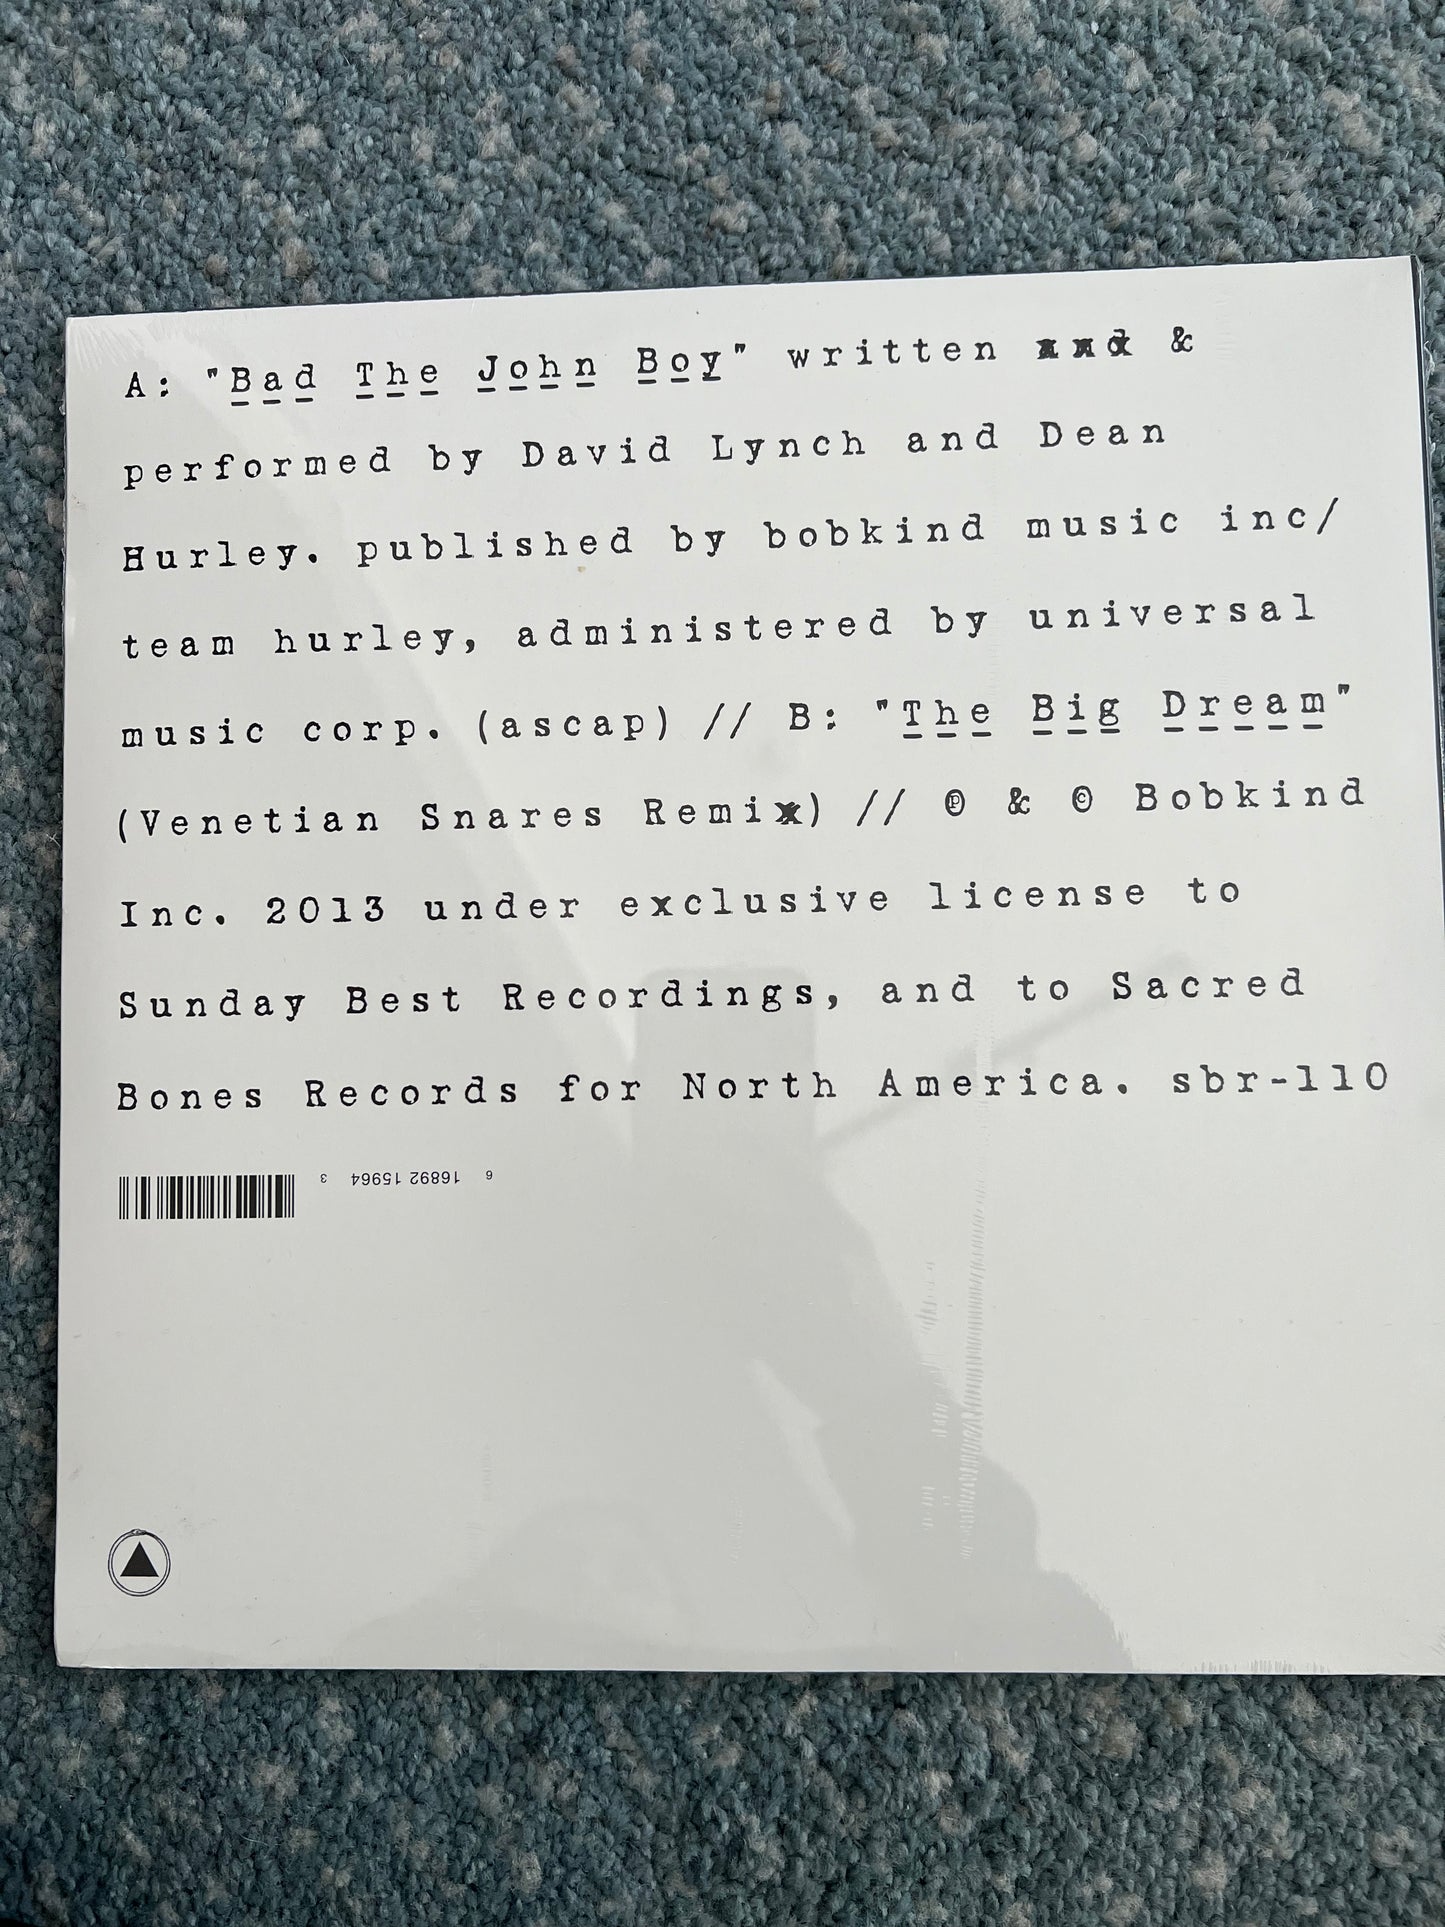 A: "Bad The John Boy" written and &
performed by David Lynch and Dean
Hurley. published by bobkind music inc/
team hurley, administered by universal
music corp. (ascap) // B: "The Big Dream"
(Venetian Snares Remix) // ℗ & © Bobkind
Inc. 2013 under exclusive license to
Sunday Best Recordings, and to Sacred
Bones Records for North America. sbr-110
6 16892 15964 3